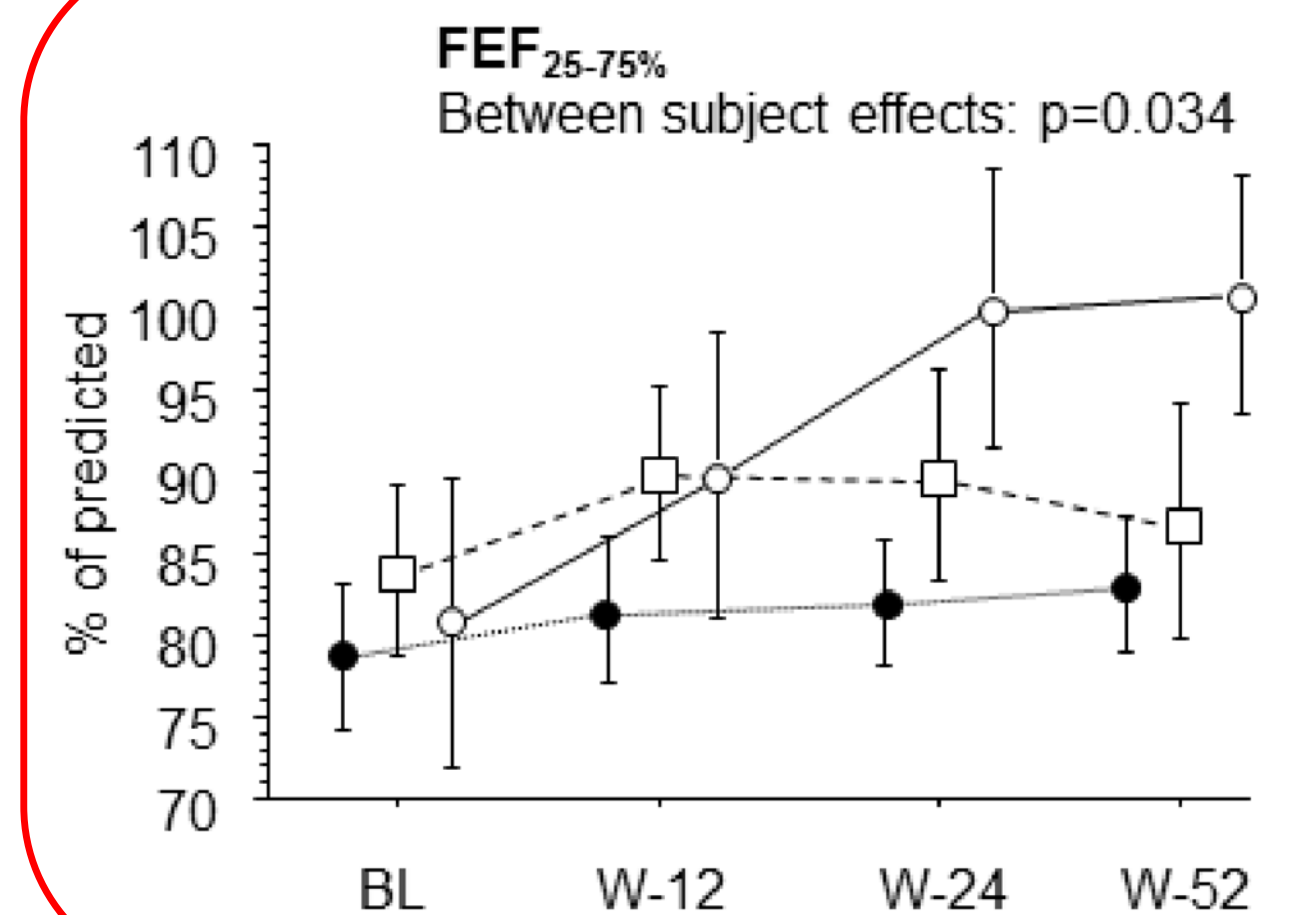 FEF25-75%
Between subject effects: p=0.034
110
105
100
95
90
85
80
75
70
% of predicted
BL W-12 W-24 W-52